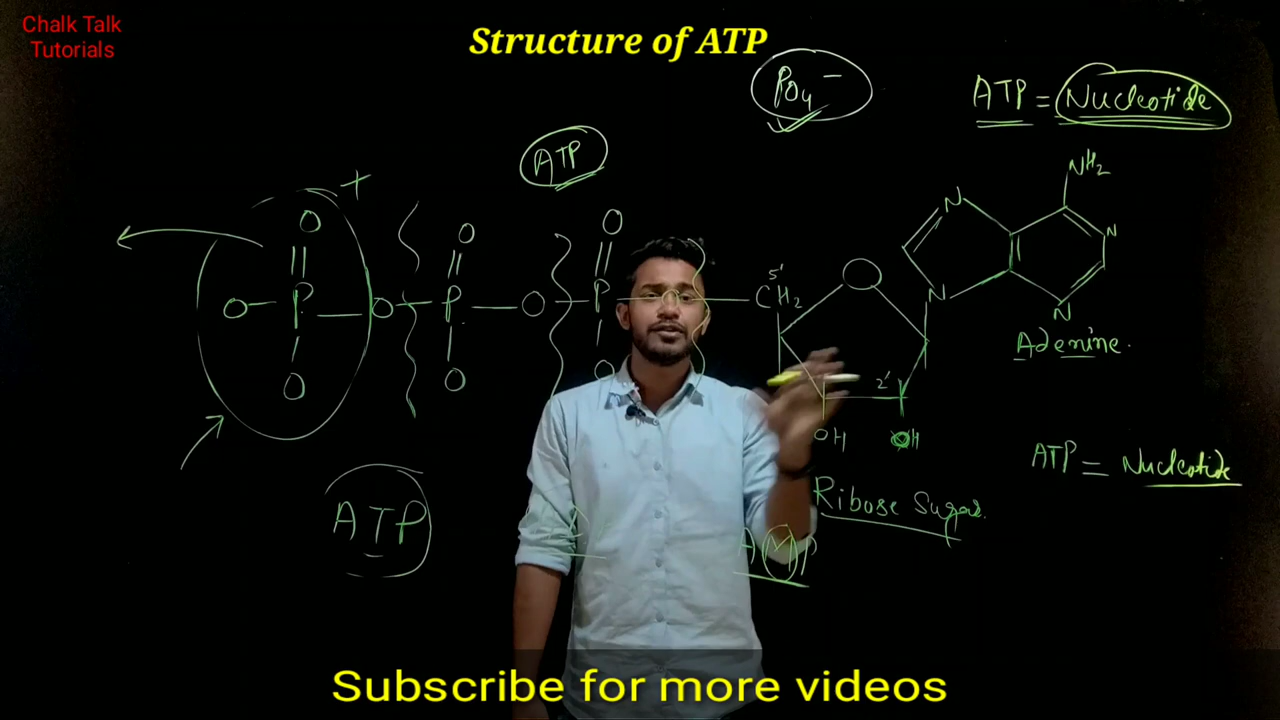 Chalk Talk
Tutorials
Structure of ATP
PO₄⁻
ATP = Nucleotide
ATP
NH₂
+
O O O
N
N
O
5'
O – P – O – P – O – P – CH₂
N
N
O O O
Adenine.
2'
OH OH
ATP = Nucleotide
Ribose Sugar.
ATP
AMP
Subscribe for more videos